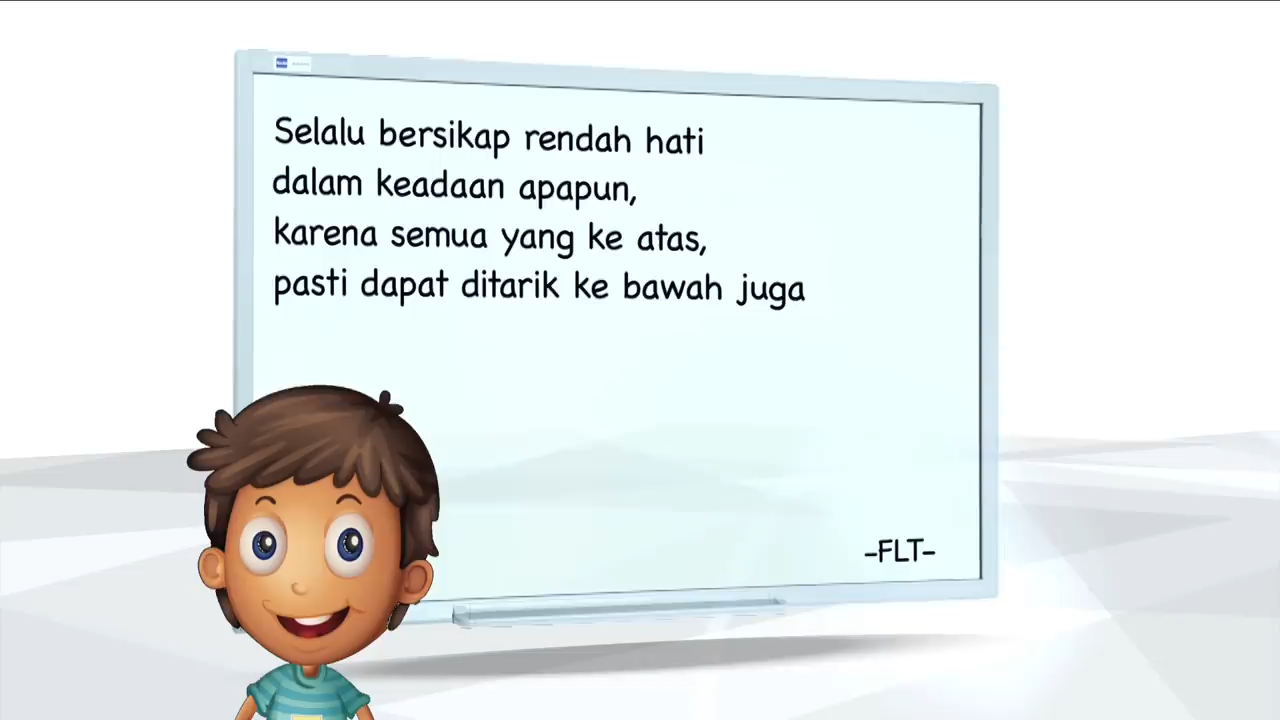 Selalu bersikap rendah hati
dalam keadaan apapun,
karena semua yang ke atas,
pasti dapat ditarik ke bawah juga
-FLT-